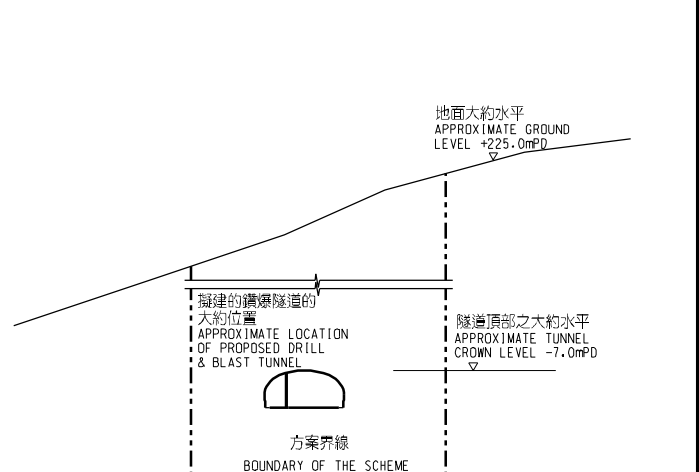 地面大約水平
APPROXIMATE GROUND
LEVEL +225.0mPD
擬建的鑽爆隧道的
大約位置
APPROXIMATE LOCATION
OF PROPOSED DRILL
& BLAST TUNNEL
隧道頂部之大約水平
APPROXIMATE TUNNEL
CROWN LEVEL -7.0mPD
方案界線
BOUNDARY OF THE SCHEME